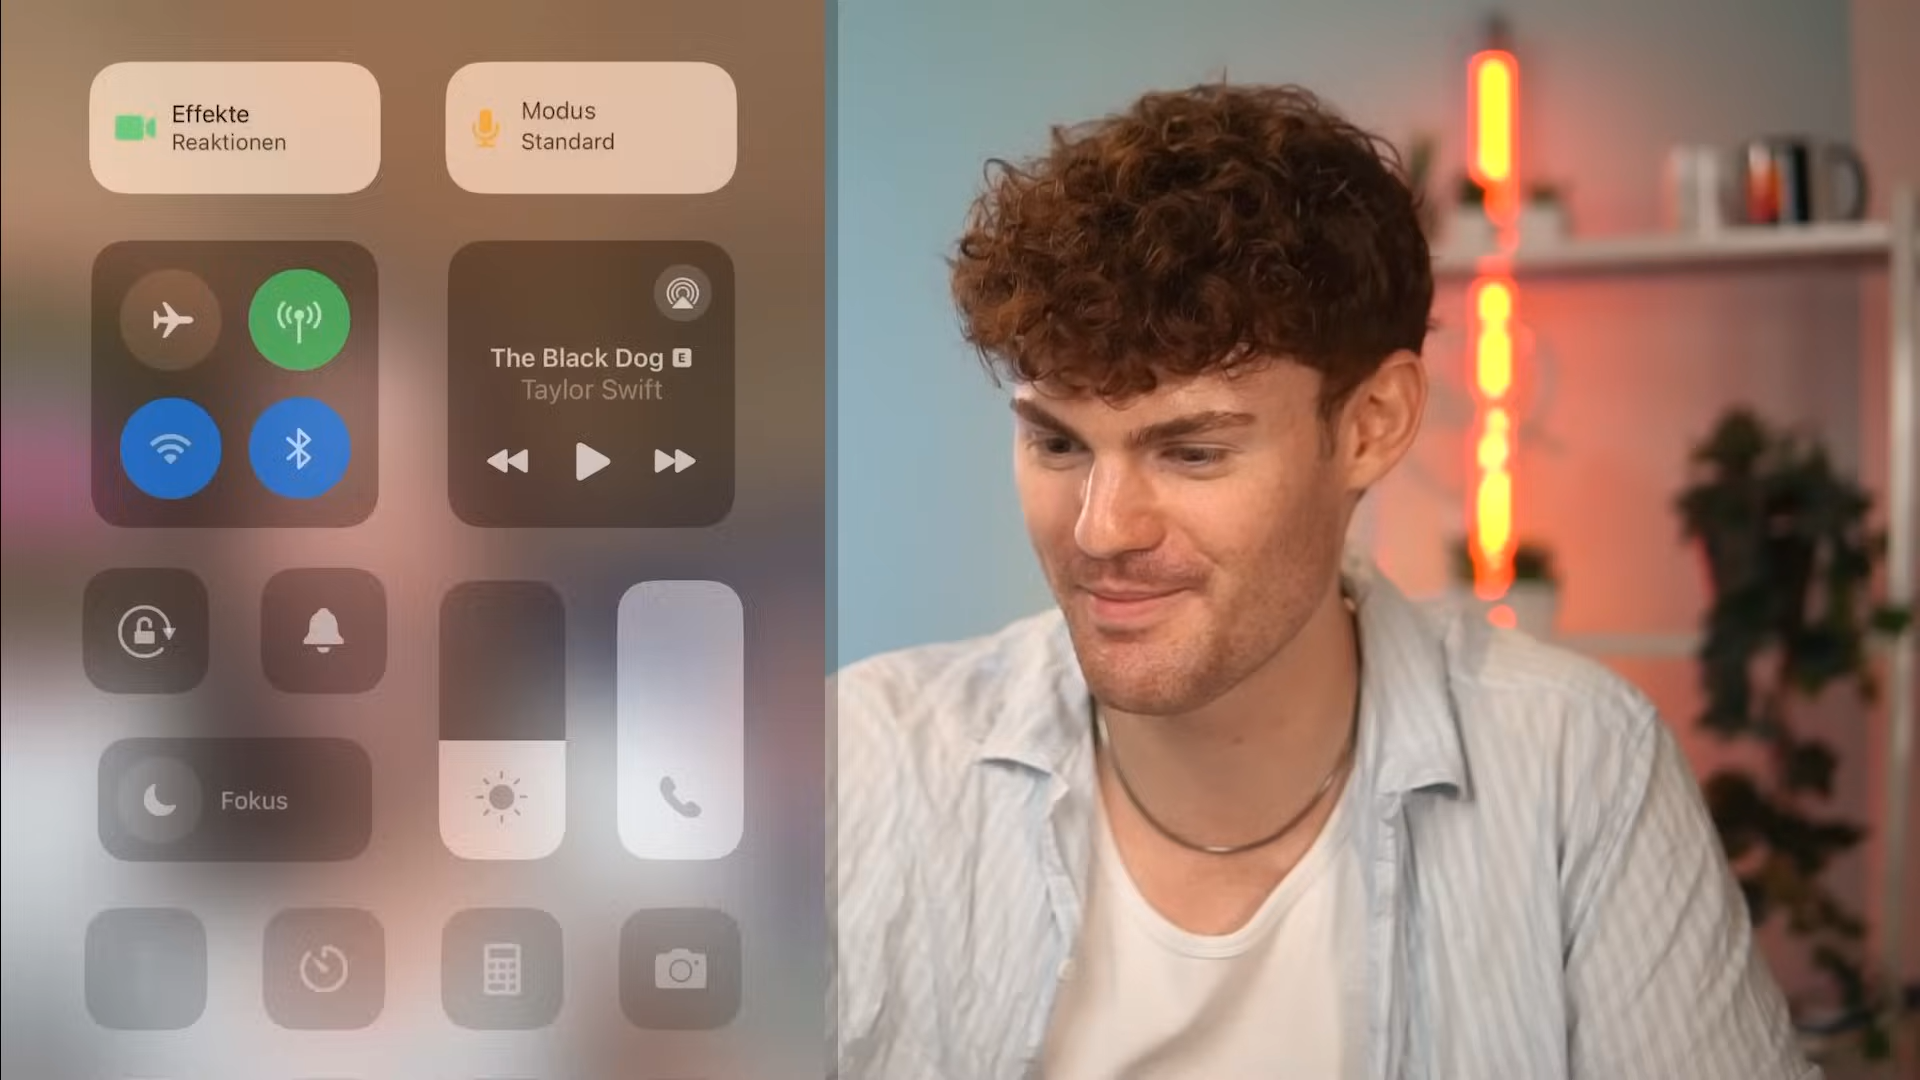 Effekte
Reaktionen
Modus
Standard
The Black Dog E
Taylor Swift
Fokus